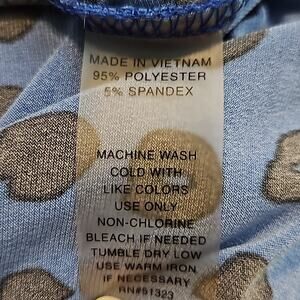 MADE IN VIETNAM
95% POLYESTER
5% SPANDEX
MACHINE WASH
COLD WITH
LIKE COLORS
USE ONLY
NON-CHLORINE
BLEACH IF NEEDED
TUMBLE DRY LOW
USE WARM IRON
IF NECESSARY
RN#51323